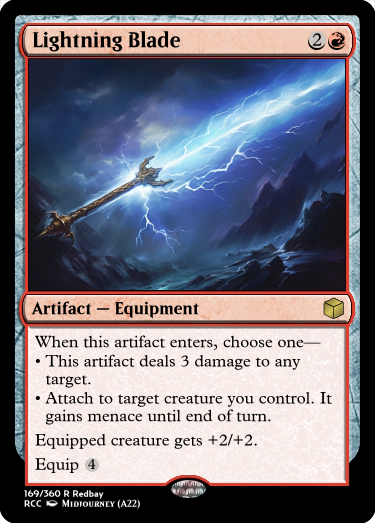 Lightning Blade 2
Artifact — Equipment
When this artifact enters, choose one—
• This artifact deals 3 damage to any
target.
• Attach to target creature you control. It
gains menace until end of turn.
Equipped creature gets +2/+2.
Equip 4
169/360 R Redbay
RCC Midjourney (A22)